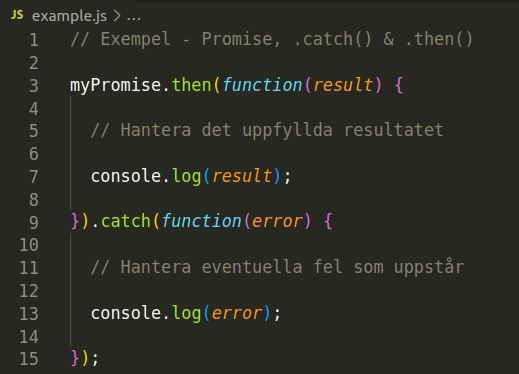 JS example.js > ...
1 // Exempel - Promise, .catch() & .then()
2
3 myPromise.then(function(result) {
4
5 // Hantera det uppfyllda resultatet
6
7 console.log(result);
8
9 }).catch(function(error) {
10
11 // Hantera eventuella fel som uppstår
12
13 console.log(error);
14
15 });